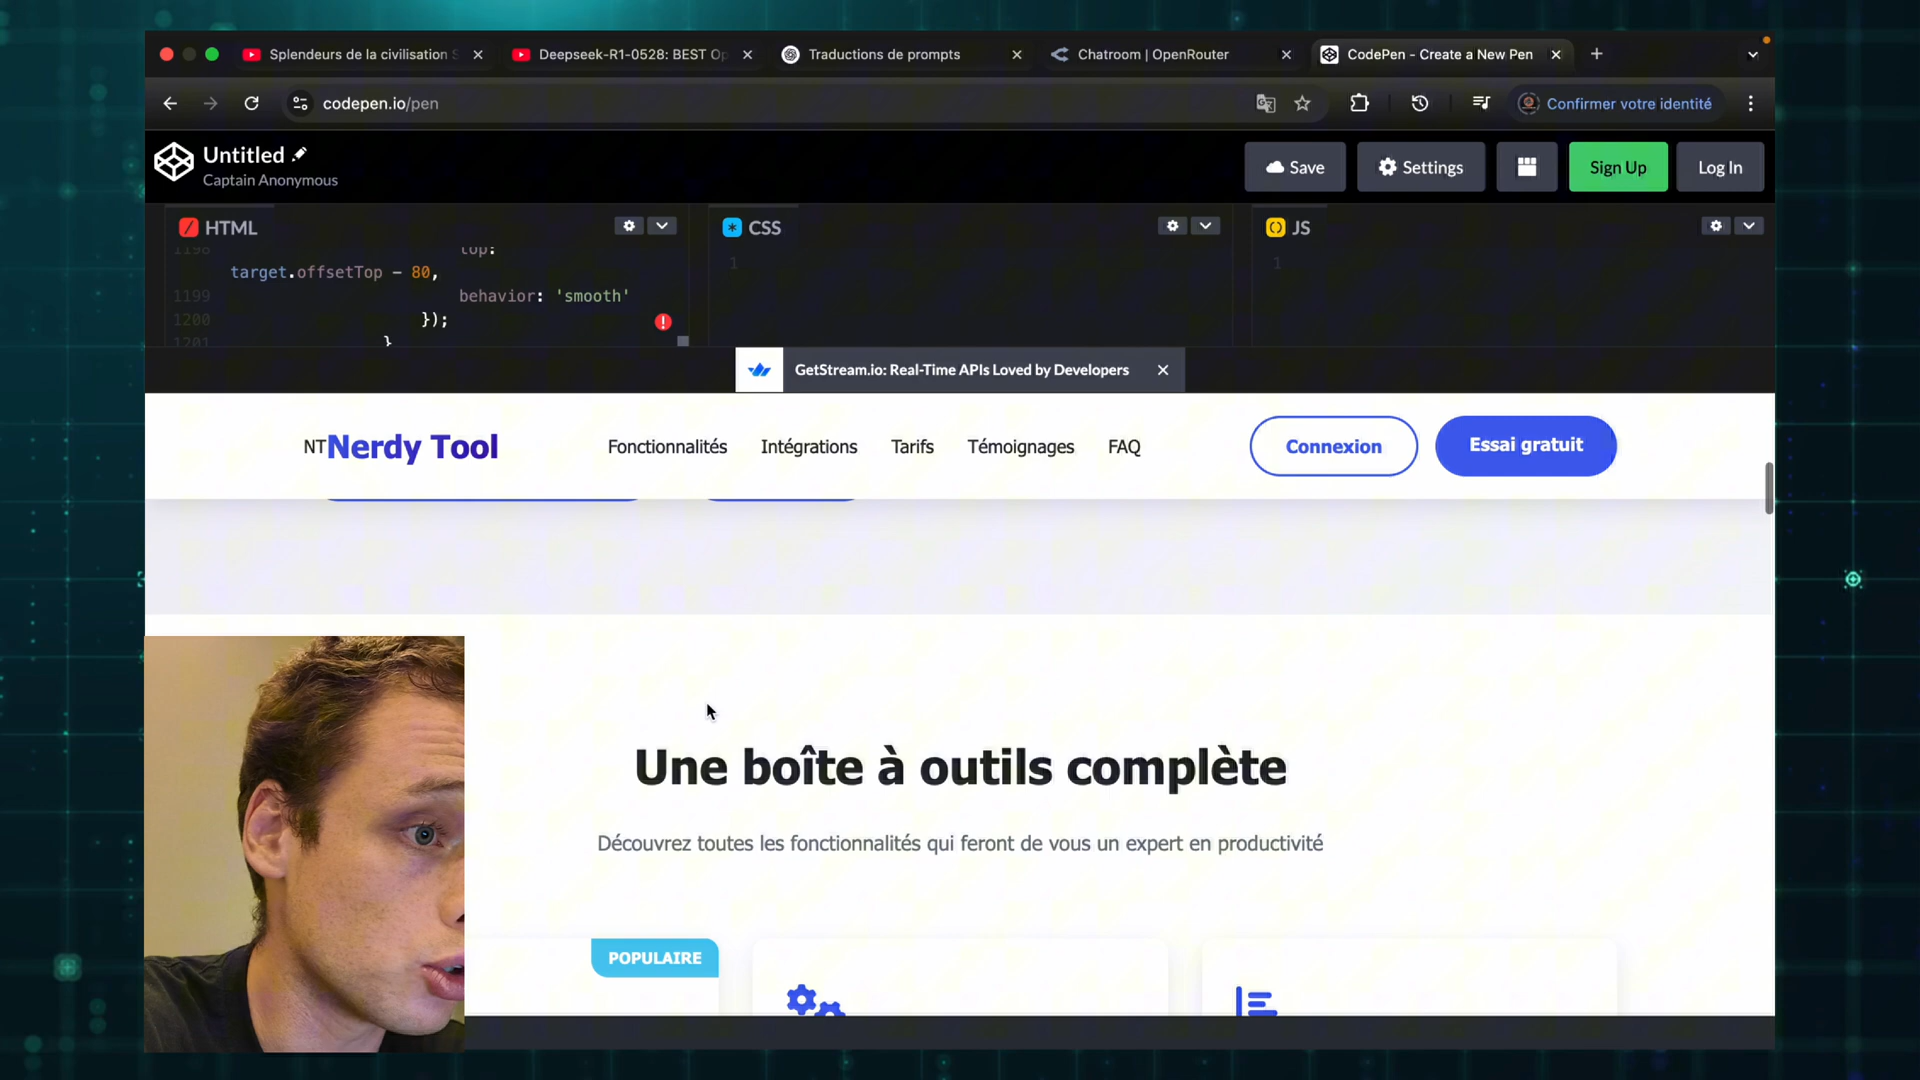 Splendeurs de la civilisation S
Deepseek-R1-0528: BEST Op
Traductions de prompts
Chatroom | OpenRouter
CodePen - Create a New Pen
codepen.io/pen
Confirmer votre identité
Untitled
Captain Anonymous
Save
Settings
Sign Up
Log In
HTML
CSS
JS
1198 top:
target.offsetTop - 80,
1199 behavior: 'smooth'
1200 });
1201 }
1
1
GetStream.io: Real-Time APIs Loved by Developers
NTNerdy Tool
Fonctionnalités
Intégrations
Tarifs
Témoignages
FAQ
Connexion
Essai gratuit
Une boîte à outils complète
Découvrez toutes les fonctionnalités qui feront de vous un expert en productivité
POPULAIRE